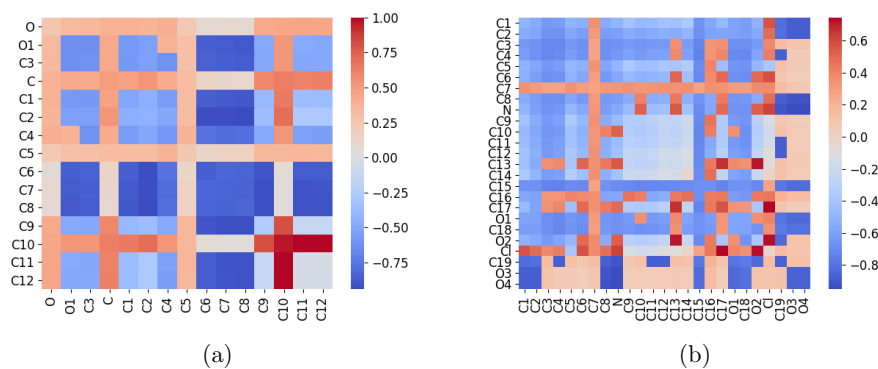 O
O1
C3
C
C1
C2
C4
C5
C6
C7
C8
C9
C10
C11
C12
O O1 C3 C C1 C2 C4 C5 C6 C7 C8 C9 C10 C11 C12
1.00
0.75
0.50
0.25
0.00
−0.25
−0.50
−0.75
(a)
C1
C2
C3
C4
C5
C6
C7
C8
N
C9
C10
C11
C12
C13
C14
C15
C16
C17
O1
C18
O2
Cl
C19
O3
O4
C1 C2 C3 C4 C5 C6 C7 C8 N C9 C10 C11 C12 C13 C14 C15 C16 C17 O1 C18 O2 Cl C19 O3 O4
0.6
0.4
0.2
0.0
−0.2
−0.4
−0.6
−0.8
(b)